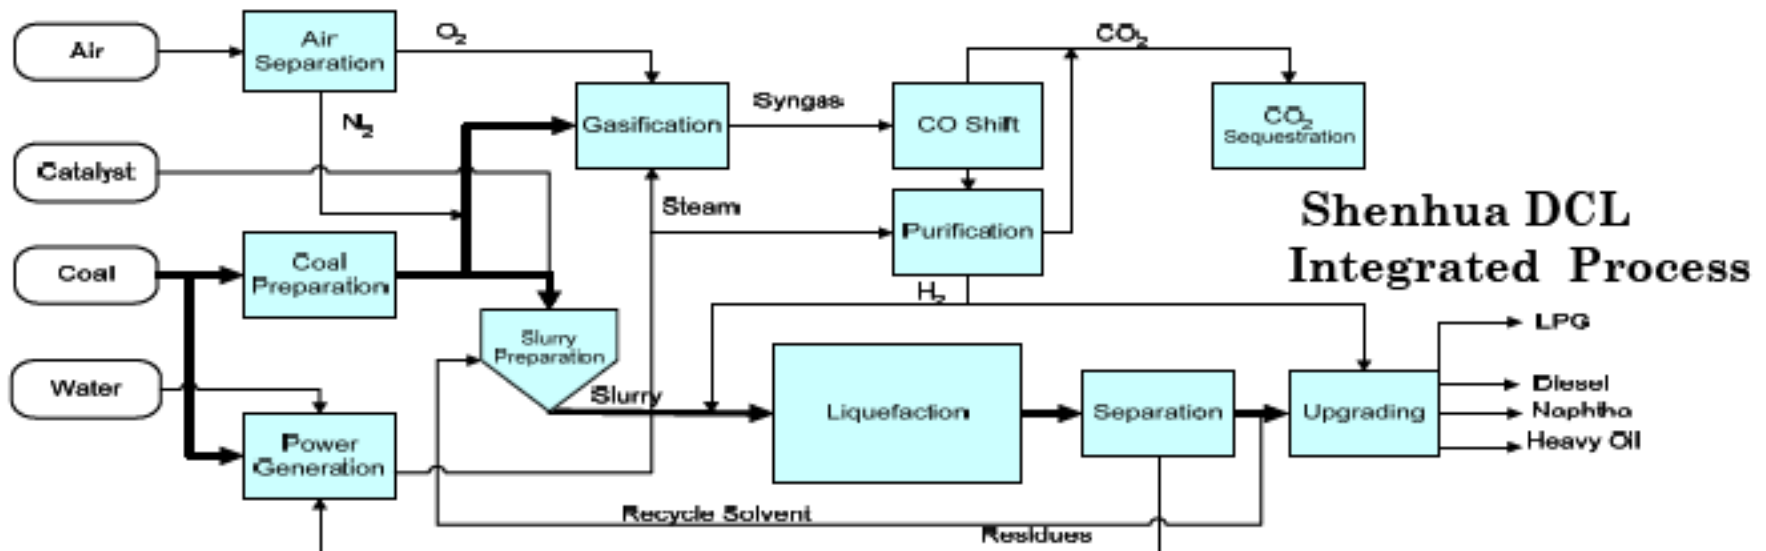 Air
Air
Separation
O2
CO2
Gasification
Syngas
CO Shift
CO2
Sequestration
N2
Catalyst
Steam
Purification
Shenhua DCL
Integrated Process
Coal
Coal
Preparation
H2
LPG
Slurry
Preparation
Water
Slurry
Liquefaction
Separation
Upgrading
Diesel
Naphtha
Heavy Oil
Power
Generation
Recycle Solvent
Residues